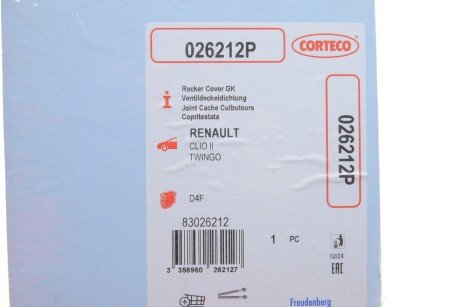 026212P
CORTECO
Rocker Cover GK
Ventildeckeldichtung
Joint Cache Culbuteurs
Copritestata
RENAULT
CLIO II
TWINGO
D4F
83026212
3 358960 262127
1 PC
02/24
EAC
026212P
Freudenberg